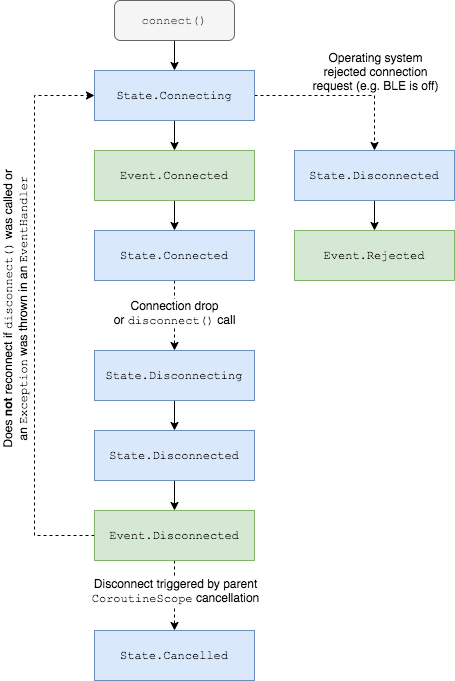 connect()
Operating system
rejected connection
request (e.g. BLE is off)
State.Connecting
Event.Connected
State.Disconnected
State.Connected
Event.Rejected
Connection drop
or disconnect() call
Does not reconnect if disconnect() was called or
an Exception was thrown in an EventHandler
State.Disconnecting
State.Disconnected
Event.Disconnected
Disconnect triggered by parent
CoroutineScope cancellation
State.Cancelled